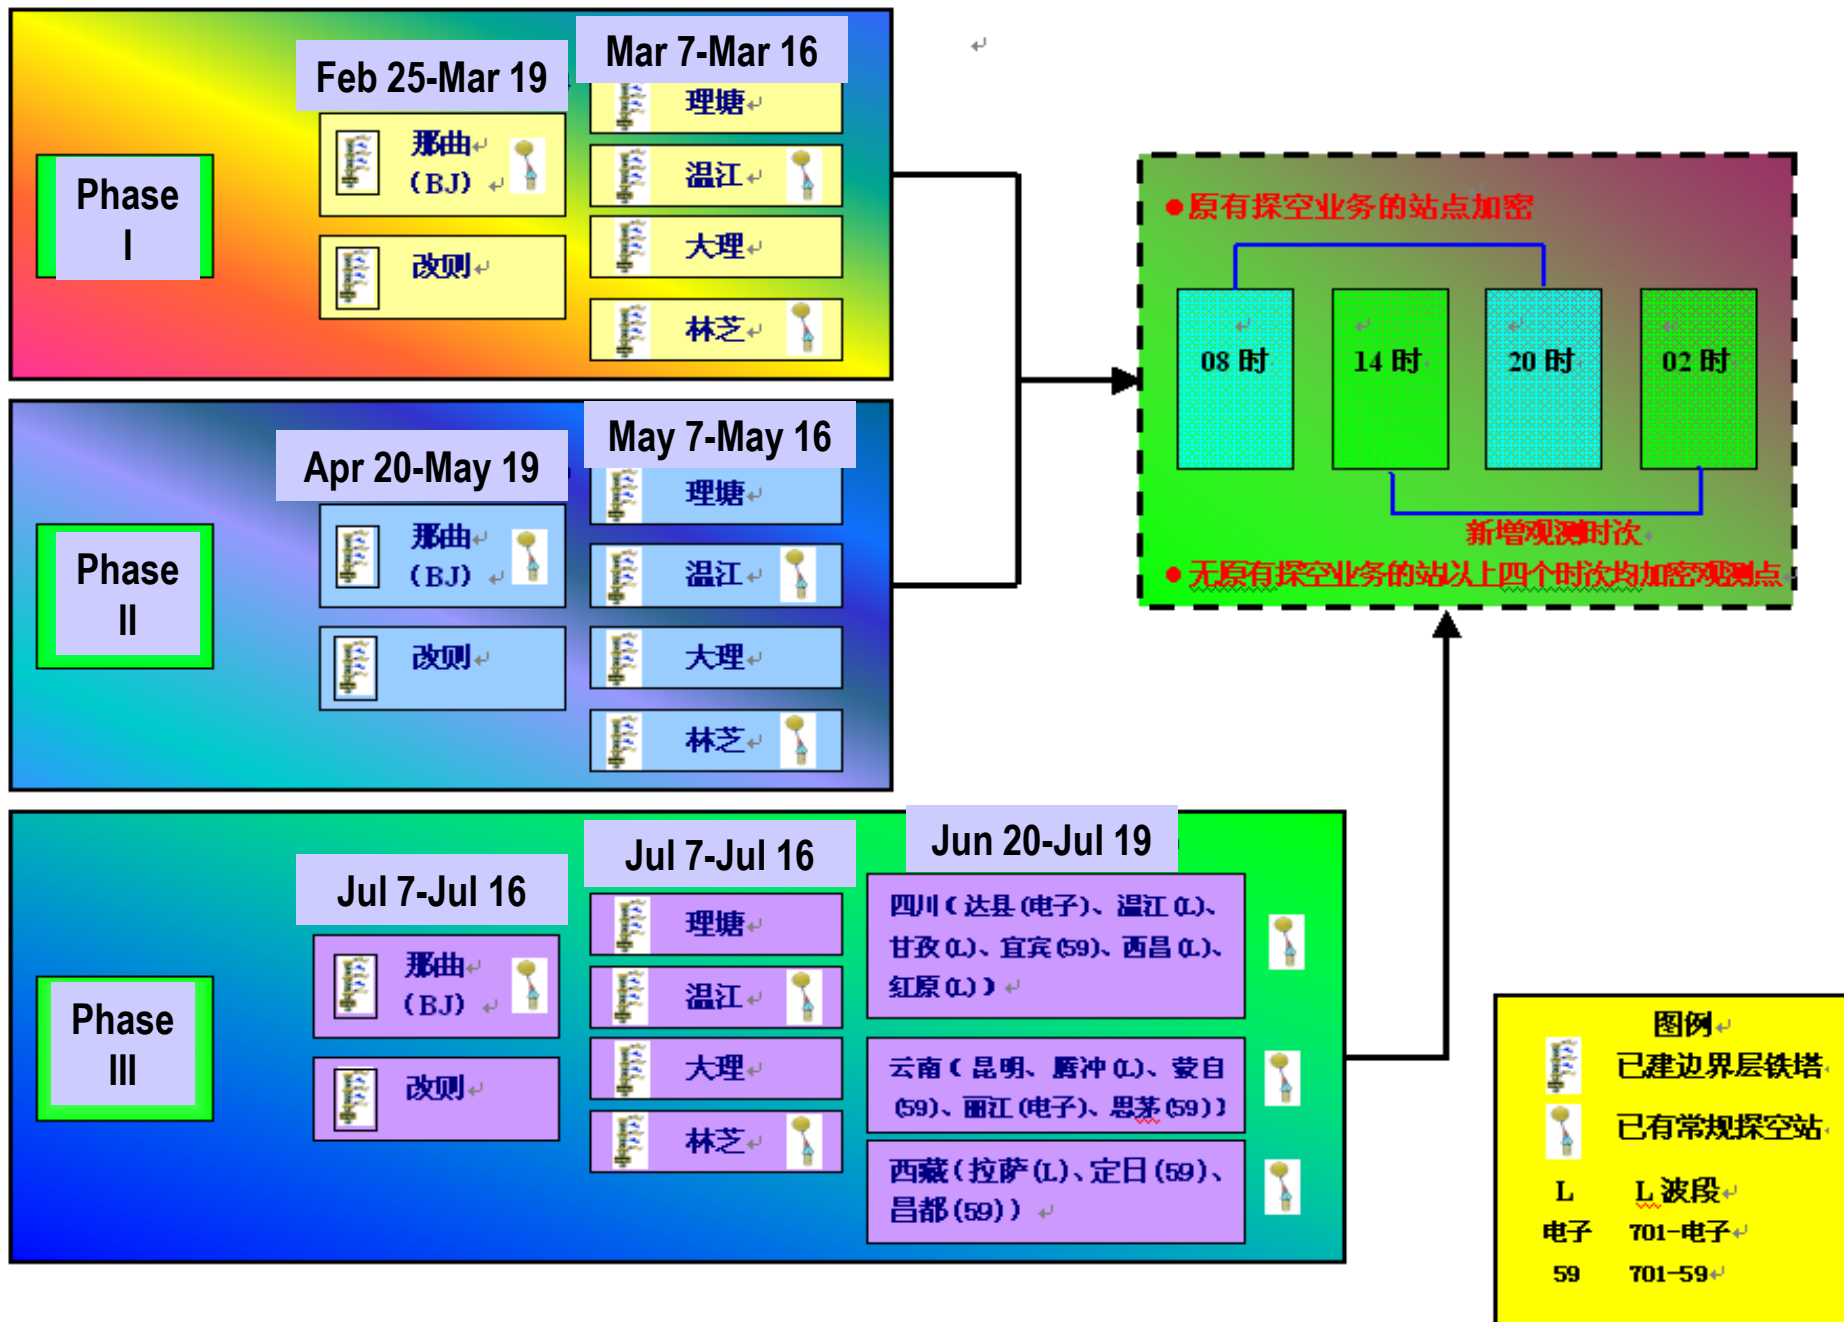 Phase
I
Feb 25-Mar 19
那曲
(BJ)
改则
Mar 7-Mar 16
理塘
温江
大理
林芝
Phase
II
Apr 20-May 19
那曲
(BJ)
改则
May 7-May 16
理塘
温江
大理
林芝
Phase
III
Jul 7-Jul 16
那曲
(BJ)
改则
Jul 7-Jul 16
理塘
温江
大理
林芝
Jun 20-Jul 19
四川(达县(电子)、温江(L)、
甘孜(L)、宜宾(59)、西昌(L)、
红原(L))
云南(昆明、腾冲(L)、蒙自
(59)、丽江(电子)、思茅(59))
西藏(拉萨(L)、定日(59)、
昌都(59))
●原有探空业务的站点加密
08 时
14 时
20 时
02 时
新增观测时次
●无原有探空业务的站以上四个时次均加密观测点
图例
已建边界层铁塔
已有常规探空站
L L 波段
电子 701-电子
59 701-59